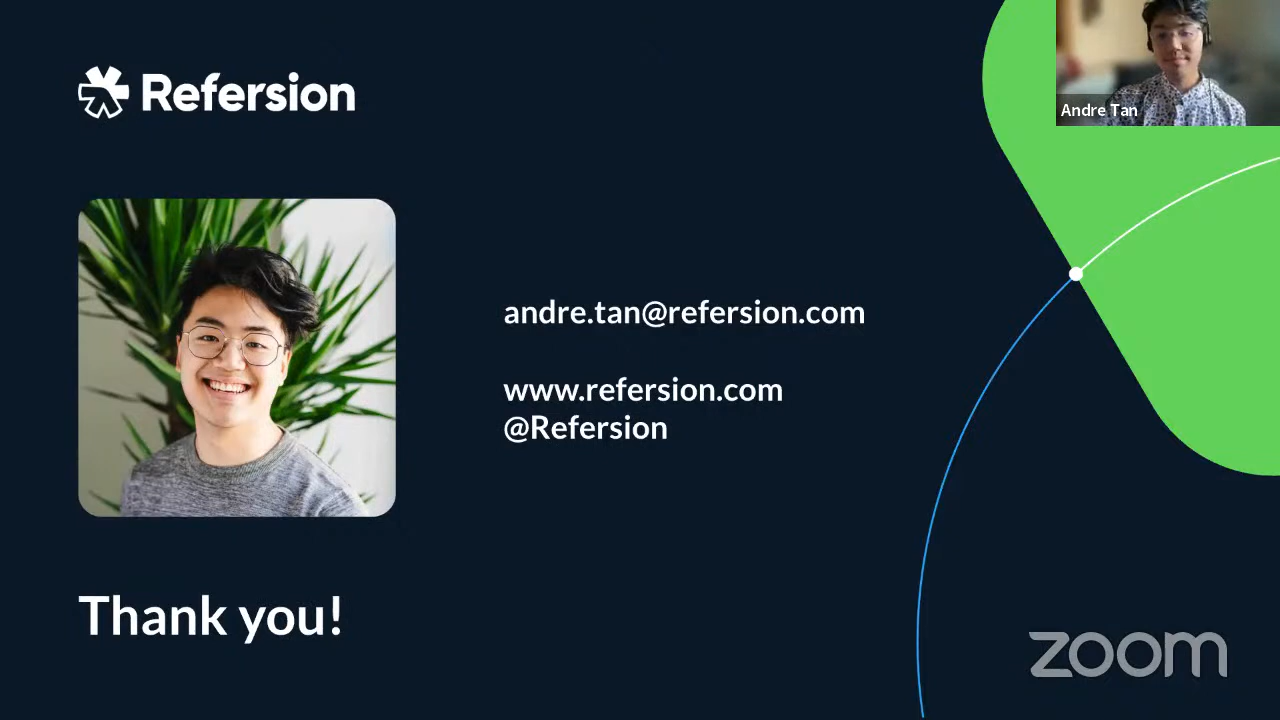 Refersion
Andre Tan
andre.tan@refersion.com
www.refersion.com
@Refersion
Thank you!
zoom